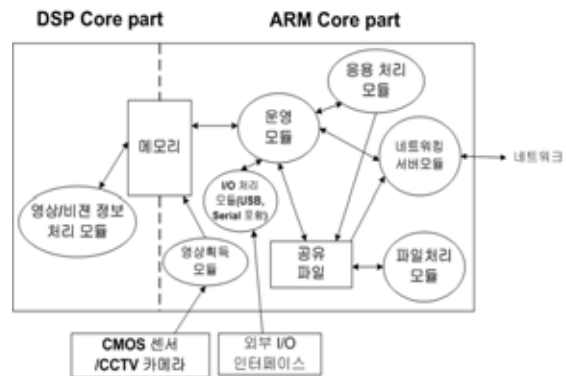 DSP Core part
ARM Core part
응용 처리
모듈
운영
모듈
메모리
네트워킹
서버모듈
네트워크
I/O 처리
모듈(USB,
Serial 포함)
영상/비젼 정보
처리 모듈
영상획득
모듈
공유
파일
파일처리
모듈
CMOS 센서
/CCTV 카메라
외부 I/O
인터페이스